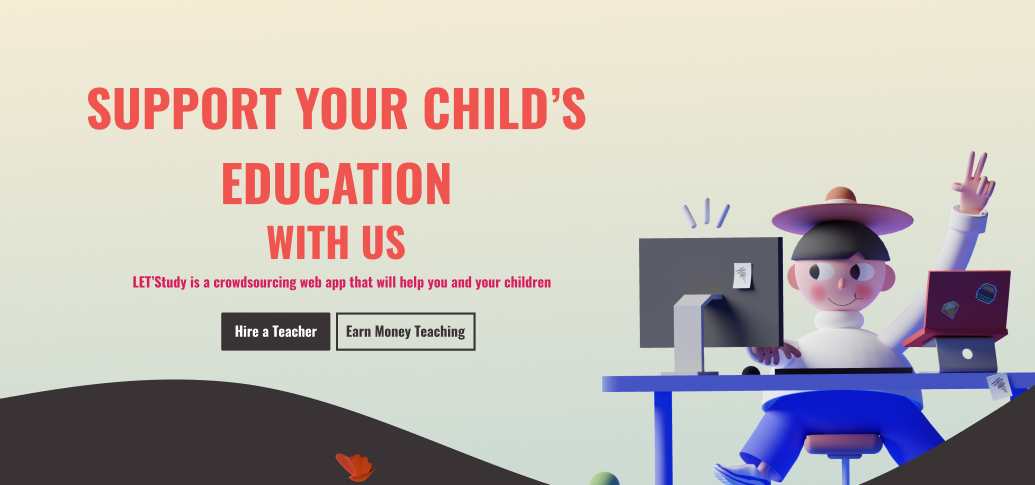 SUPPORT YOUR CHILD’S
EDUCATION
WITH US
LET’Study is a crowdsourcing web app that will help you and your children
Hire a Teacher
Earn Money Teaching